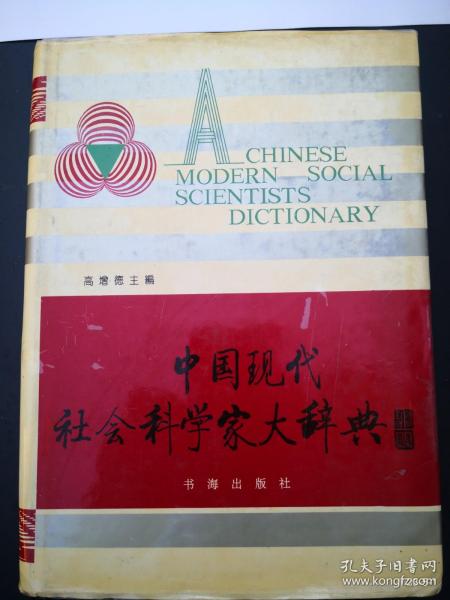 A CHINESE
MODERN SOCIAL
SCIENTISTS
DICTIONARY
高增德主編
中国现代
社会科学家大辞典
书海出版社
孔夫子旧书网
www.kongfz.com